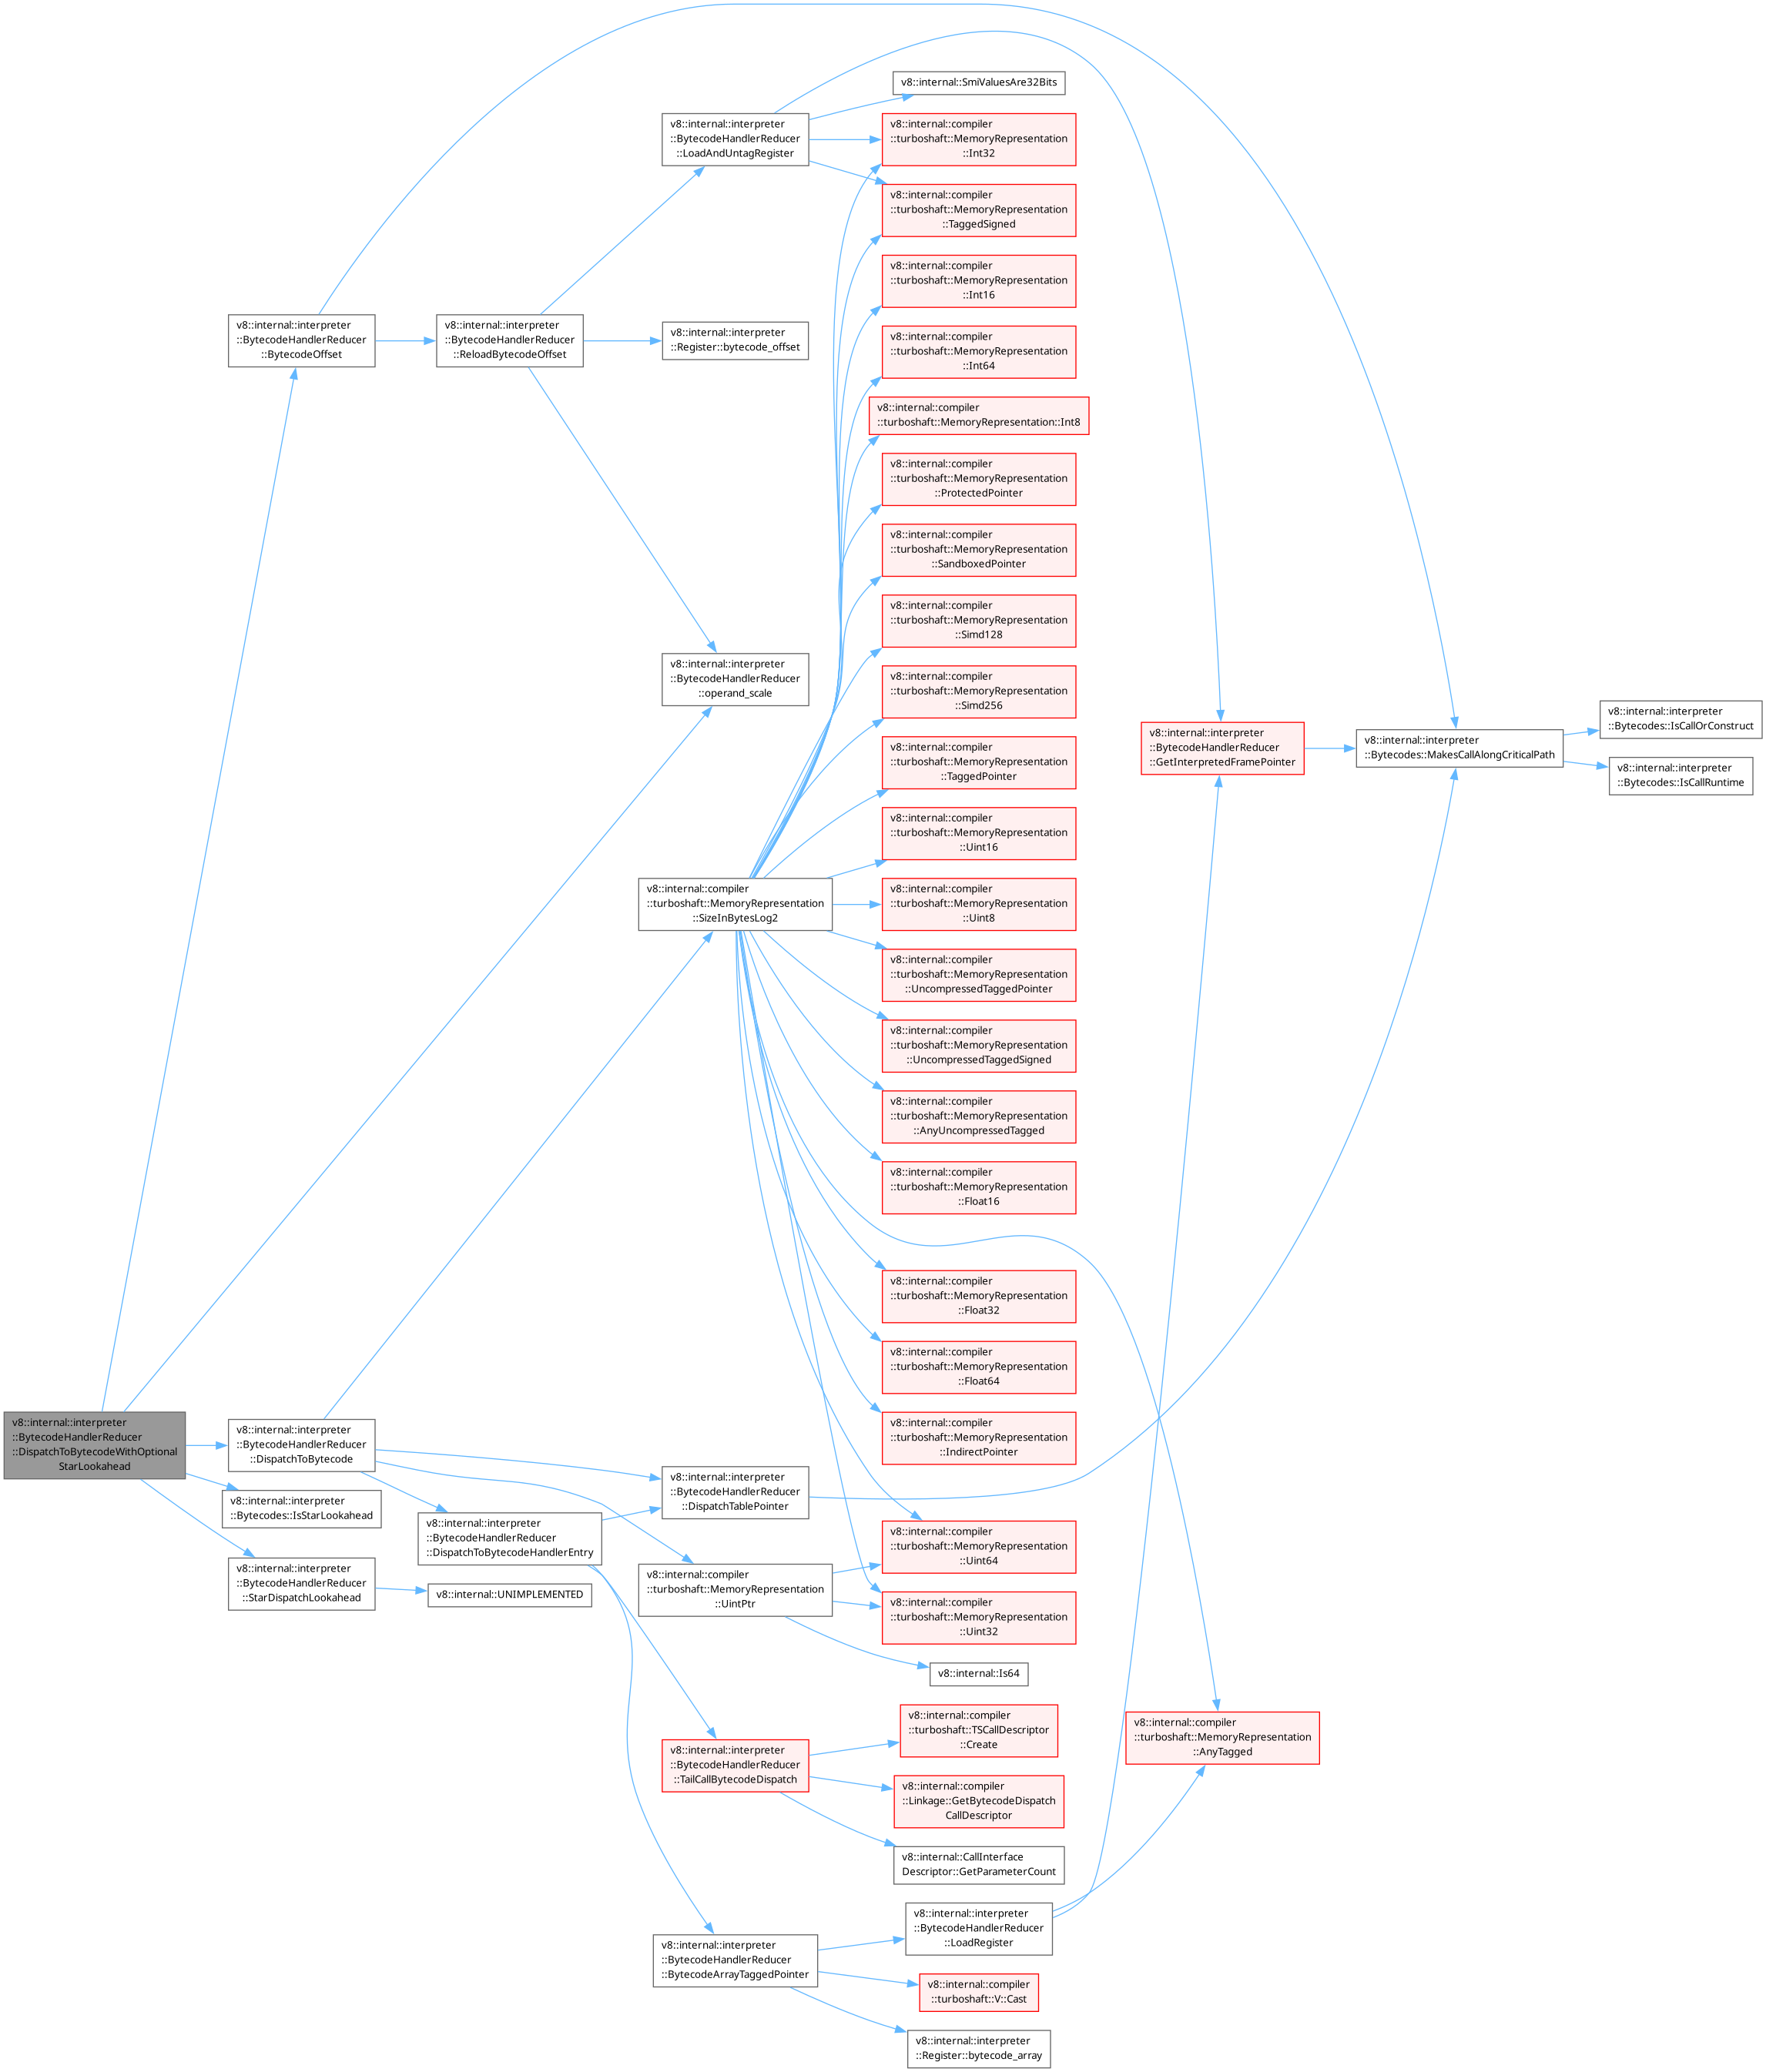 v8::internal::SmiValuesAre32Bits
v8::internal::interpreter
::BytecodeHandlerReducer
::LoadAndUntagRegister
v8::internal::compiler
::turboshaft::MemoryRepresentation
::Int32
v8::internal::compiler
::turboshaft::MemoryRepresentation
::TaggedSigned
v8::internal::compiler
::turboshaft::MemoryRepresentation
::Int16
v8::internal::interpreter
::BytecodeHandlerReducer
::BytecodeOffset
v8::internal::interpreter
::BytecodeHandlerReducer
::ReloadBytecodeOffset
v8::internal::interpreter
::Register::bytecode_offset
v8::internal::compiler
::turboshaft::MemoryRepresentation
::Int64
v8::internal::compiler
::turboshaft::MemoryRepresentation::Int8
v8::internal::compiler
::turboshaft::MemoryRepresentation
::ProtectedPointer
v8::internal::compiler
::turboshaft::MemoryRepresentation
::SandboxedPointer
v8::internal::compiler
::turboshaft::MemoryRepresentation
::Simd128
v8::internal::interpreter
::BytecodeHandlerReducer
::operand_scale
v8::internal::compiler
::turboshaft::MemoryRepresentation
::Simd256
v8::internal::interpreter
::BytecodeHandlerReducer
::GetInterpretedFramePointer
v8::internal::interpreter
::Bytecodes::MakesCallAlongCriticalPath
v8::internal::interpreter
::Bytecodes::IsCallOrConstruct
v8::internal::interpreter
::Bytecodes::IsCallRuntime
v8::internal::compiler
::turboshaft::MemoryRepresentation
::TaggedPointer
v8::internal::compiler
::turboshaft::MemoryRepresentation
::Uint16
v8::internal::compiler
::turboshaft::MemoryRepresentation
::SizeInBytesLog2
v8::internal::compiler
::turboshaft::MemoryRepresentation
::Uint8
v8::internal::compiler
::turboshaft::MemoryRepresentation
::UncompressedTaggedPointer
v8::internal::compiler
::turboshaft::MemoryRepresentation
::UncompressedTaggedSigned
v8::internal::compiler
::turboshaft::MemoryRepresentation
::AnyUncompressedTagged
v8::internal::compiler
::turboshaft::MemoryRepresentation
::Float16
v8::internal::compiler
::turboshaft::MemoryRepresentation
::Float32
v8::internal::compiler
::turboshaft::MemoryRepresentation
::Float64
v8::internal::interpreter
::BytecodeHandlerReducer
::DispatchToBytecodeWithOptional
StarLookahead
v8::internal::interpreter
::BytecodeHandlerReducer
::DispatchToBytecode
v8::internal::compiler
::turboshaft::MemoryRepresentation
::IndirectPointer
v8::internal::interpreter
::Bytecodes::IsStarLookahead
v8::internal::interpreter
::BytecodeHandlerReducer
::DispatchTablePointer
v8::internal::interpreter
::BytecodeHandlerReducer
::DispatchToBytecodeHandlerEntry
v8::internal::compiler
::turboshaft::MemoryRepresentation
::Uint64
v8::internal::interpreter
::BytecodeHandlerReducer
::StarDispatchLookahead
v8::internal::UNIMPLEMENTED
v8::internal::compiler
::turboshaft::MemoryRepresentation
::UintPtr
v8::internal::compiler
::turboshaft::MemoryRepresentation
::Uint32
v8::internal::Is64
v8::internal::compiler
::turboshaft::TSCallDescriptor
::Create
v8::internal::compiler
::turboshaft::MemoryRepresentation
::AnyTagged
v8::internal::interpreter
::BytecodeHandlerReducer
::TailCallBytecodeDispatch
v8::internal::compiler
::Linkage::GetBytecodeDispatch
CallDescriptor
v8::internal::CallInterface
Descriptor::GetParameterCount
v8::internal::interpreter
::BytecodeHandlerReducer
::LoadRegister
v8::internal::interpreter
::BytecodeHandlerReducer
::BytecodeArrayTaggedPointer
v8::internal::compiler
::turboshaft::V::Cast
v8::internal::interpreter
::Register::bytecode_array